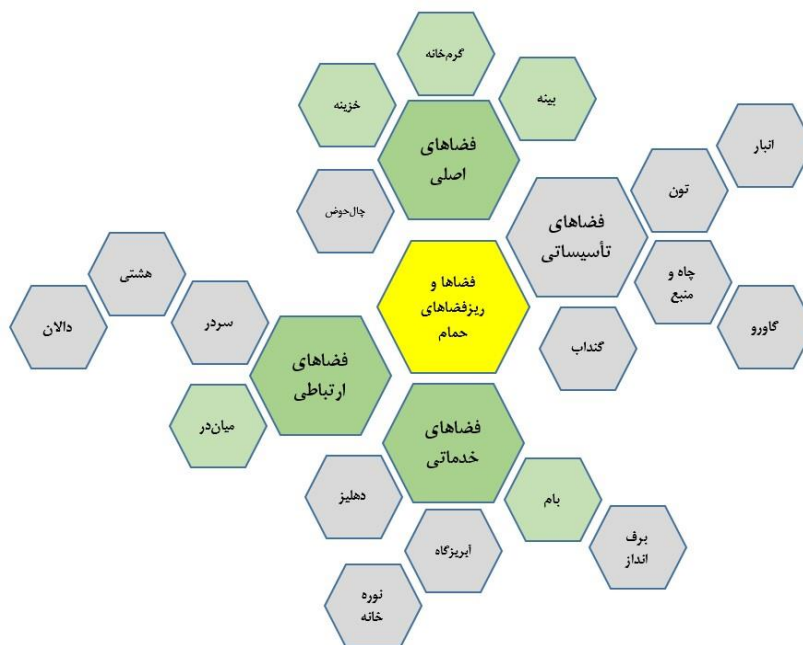 گرم‌خانه
خزینه
بینه
فضاهای
اصلی
چال‌حوض
انبار
تون
فضاهای
تأسیساتی
چاه و
منبع
گاورو
گنداب
فضاها و
ریزفضاهای
حمام
هشتی
دالان
سردر
فضاهای
ارتباطی
میان‌در
فضاهای
خدماتی
دهلیز
بام
برف
انداز
آبریزگاه
نوره
خانه